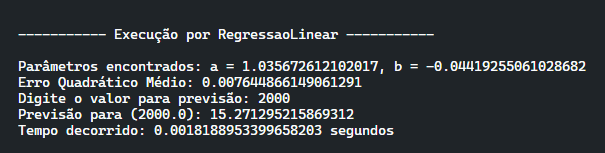 ----------- Execução por RegressaoLinear -----------
Parâmetros encontrados: a = 1.035672612102017, b = -0.04419255061028682
Erro Quadrático Médio: 0.007644866149061291
Digite o valor para previsão: 2000
Previsão para (2000.0): 15.271295215869312
Tempo decorrido: 0.0018188953399658203 segundos